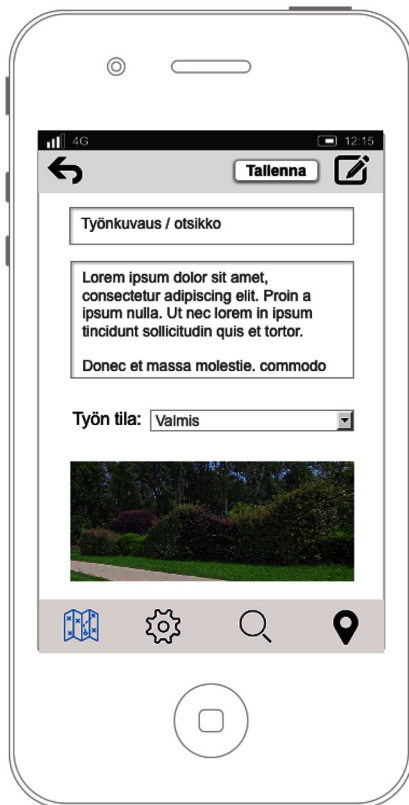 4G 12:15
Tallenna
Työnkuvaus / otsikko
Lorem ipsum dolor sit amet,
consectetur adipiscing elit. Proin a
ipsum nulla. Ut nec lorem in ipsum
tincidunt sollicitudin quis et tortor.
Donec et massa molestie. commodo
Työn tila: Valmis